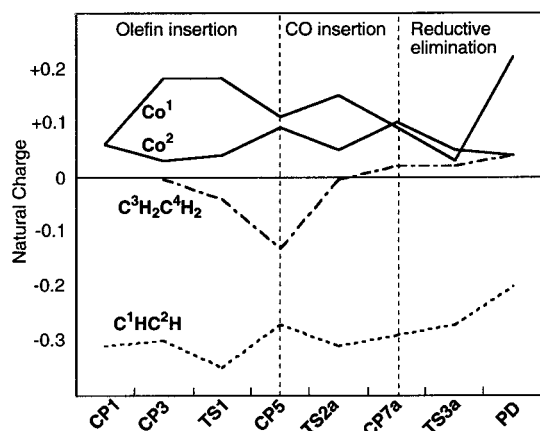 Olefin insertion CO insertion Reductive
elimination
+0.2
+0.1
0
-0.1
-0.2
-0.3
Natural Charge
Co¹
Co²
C³H₂C⁴H₂
C¹HC²H
CP1 CP3 TS1 CP5 TS2a CP7a TS3a PD